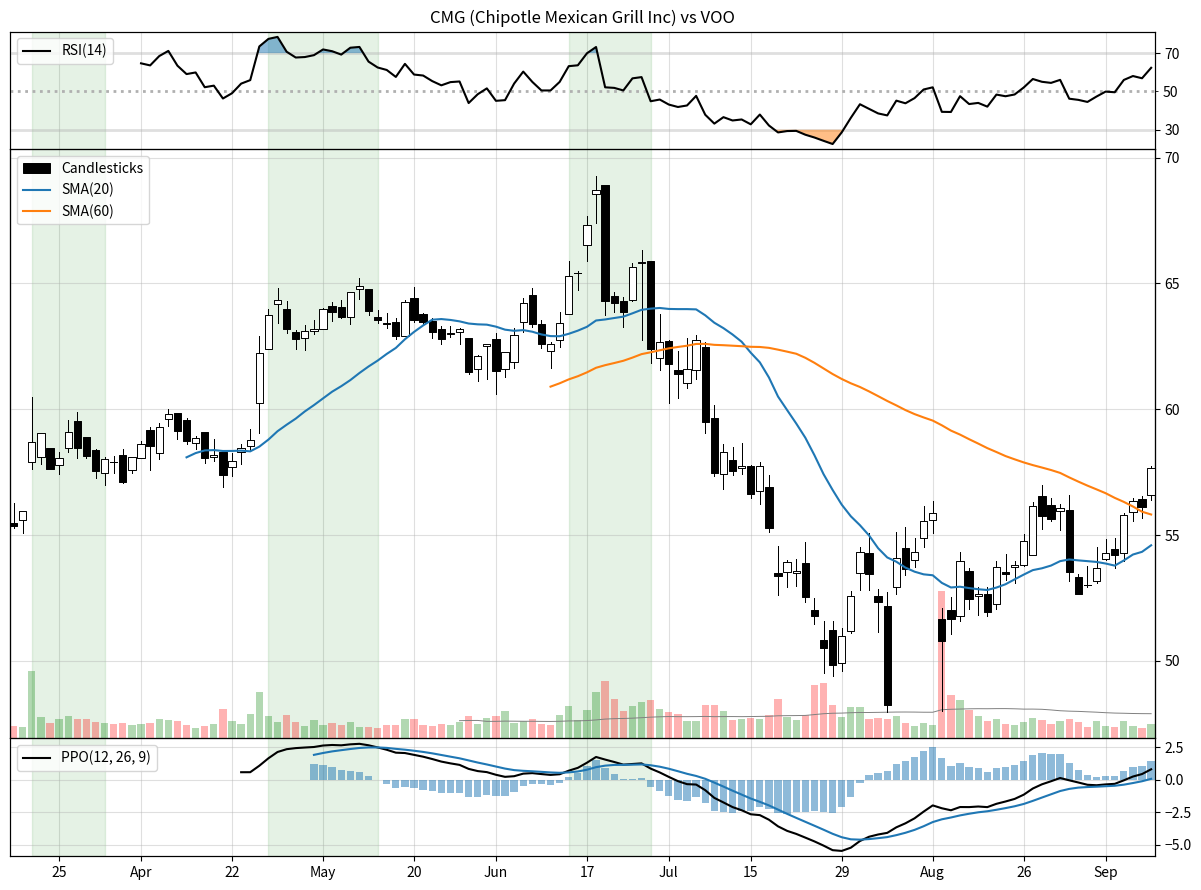 CMG (Chipotle Mexican Grill Inc) vs VOO
RSI(14)
70
50
30
Candlesticks
SMA(20)
SMA(60)
70
65
60
55
50
PPO(12, 26, 9)
2.5
0.0
−2.5
−5.0
25 Apr 22 May 20 Jun 17 Jul 15 29 Aug 26 Sep